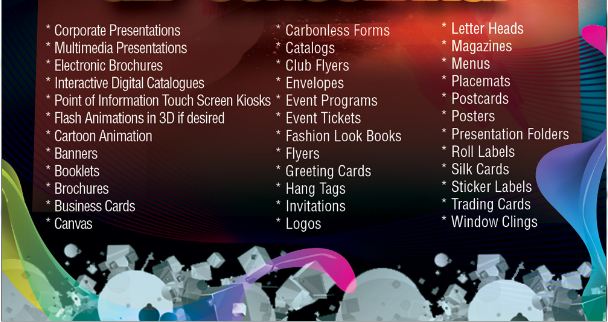 * Corporate Presentations
* Multimedia Presentations
* Electronic Brochures
* Interactive Digital Catalogues
* Point of Information Touch Screen Kiosks
* Flash Animations in 3D if desired
* Cartoon Animation
* Banners
* Booklets
* Brochures
* Business Cards
* Canvas
* Carbonless Forms
* Catalogs
* Club Flyers
* Envelopes
* Event Programs
* Event Tickets
* Fashion Look Books
* Flyers
* Greeting Cards
* Hang Tags
* Invitations
* Logos
* Letter Heads
* Magazines
* Menus
* Placemats
* Postcards
* Posters
* Presentation Folders
* Roll Labels
* Silk Cards
* Sticker Labels
* Trading Cards
* Window Clings